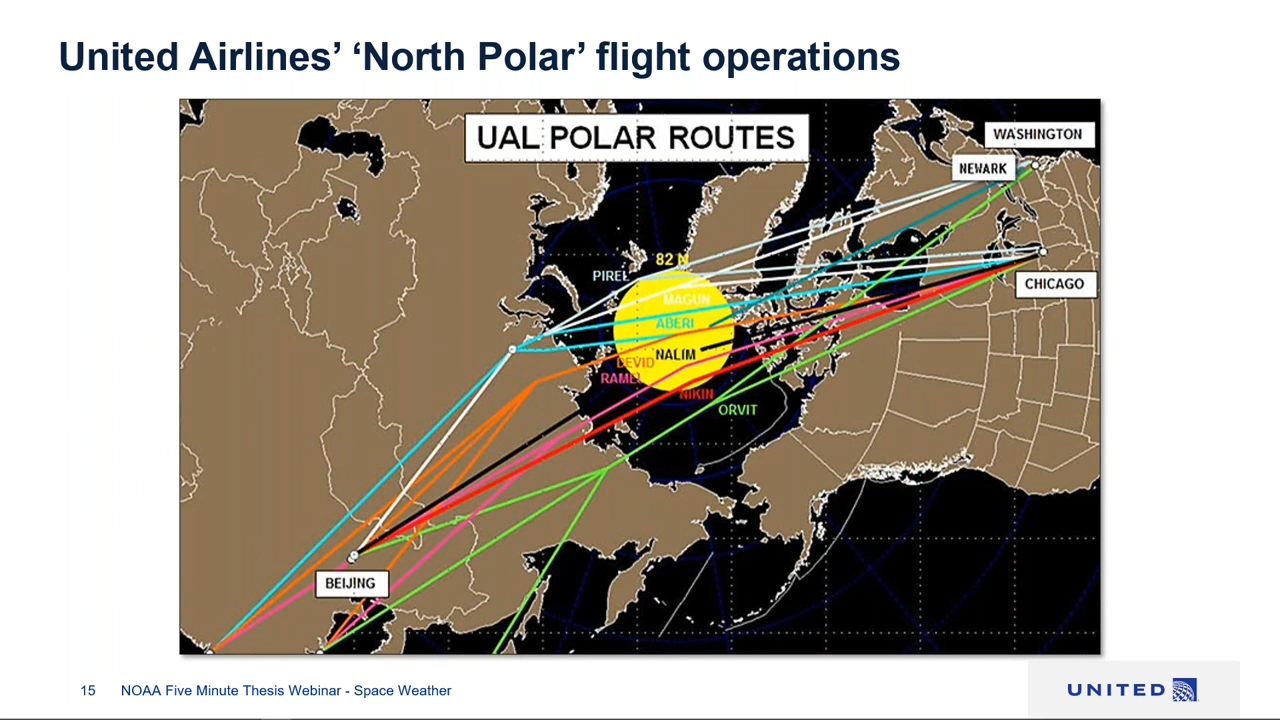 United Airlines’ ‘North Polar’ flight operations
UAL POLAR ROUTES
WASHINGTON
NEWARK
82 N
PIREL
CHICAGO
MAGUN
ABERI
NALIM
DEVID
RAMEL
NIKIN
ORVIT
BEIJING
15 NOAA Five Minute Thesis Webinar - Space Weather
UNITED